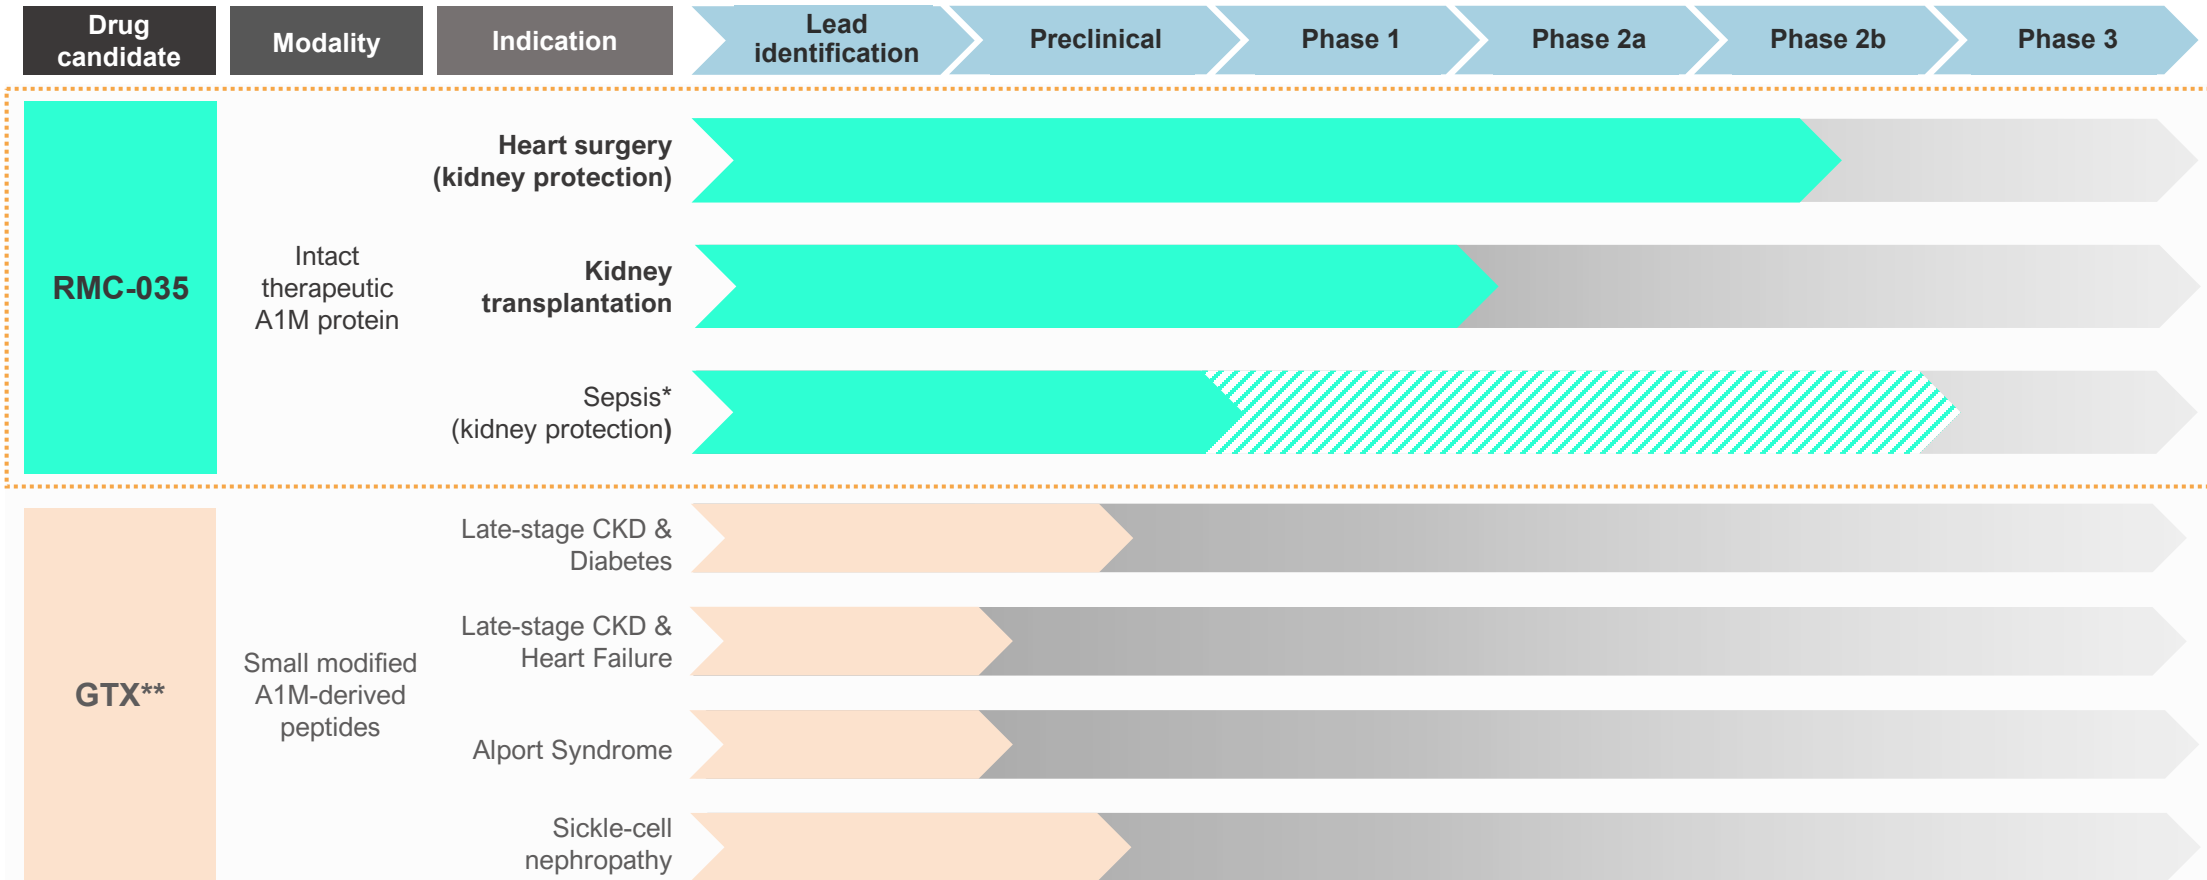 Drug
candidate
Modality
Indication
Lead
identification
Preclinical
Phase 1
Phase 2a
Phase 2b
Phase 3
RMC-035
Intact
therapeutic
A1M protein
Heart surgery
(kidney protection)
Kidney
transplantation
Sepsis*
(kidney protection)
GTX**
Small modified
A1M-derived
peptides
Late-stage CKD &
Diabetes
Late-stage CKD &
Heart Failure
Alport Syndrome
Sickle-cell
nephropathy